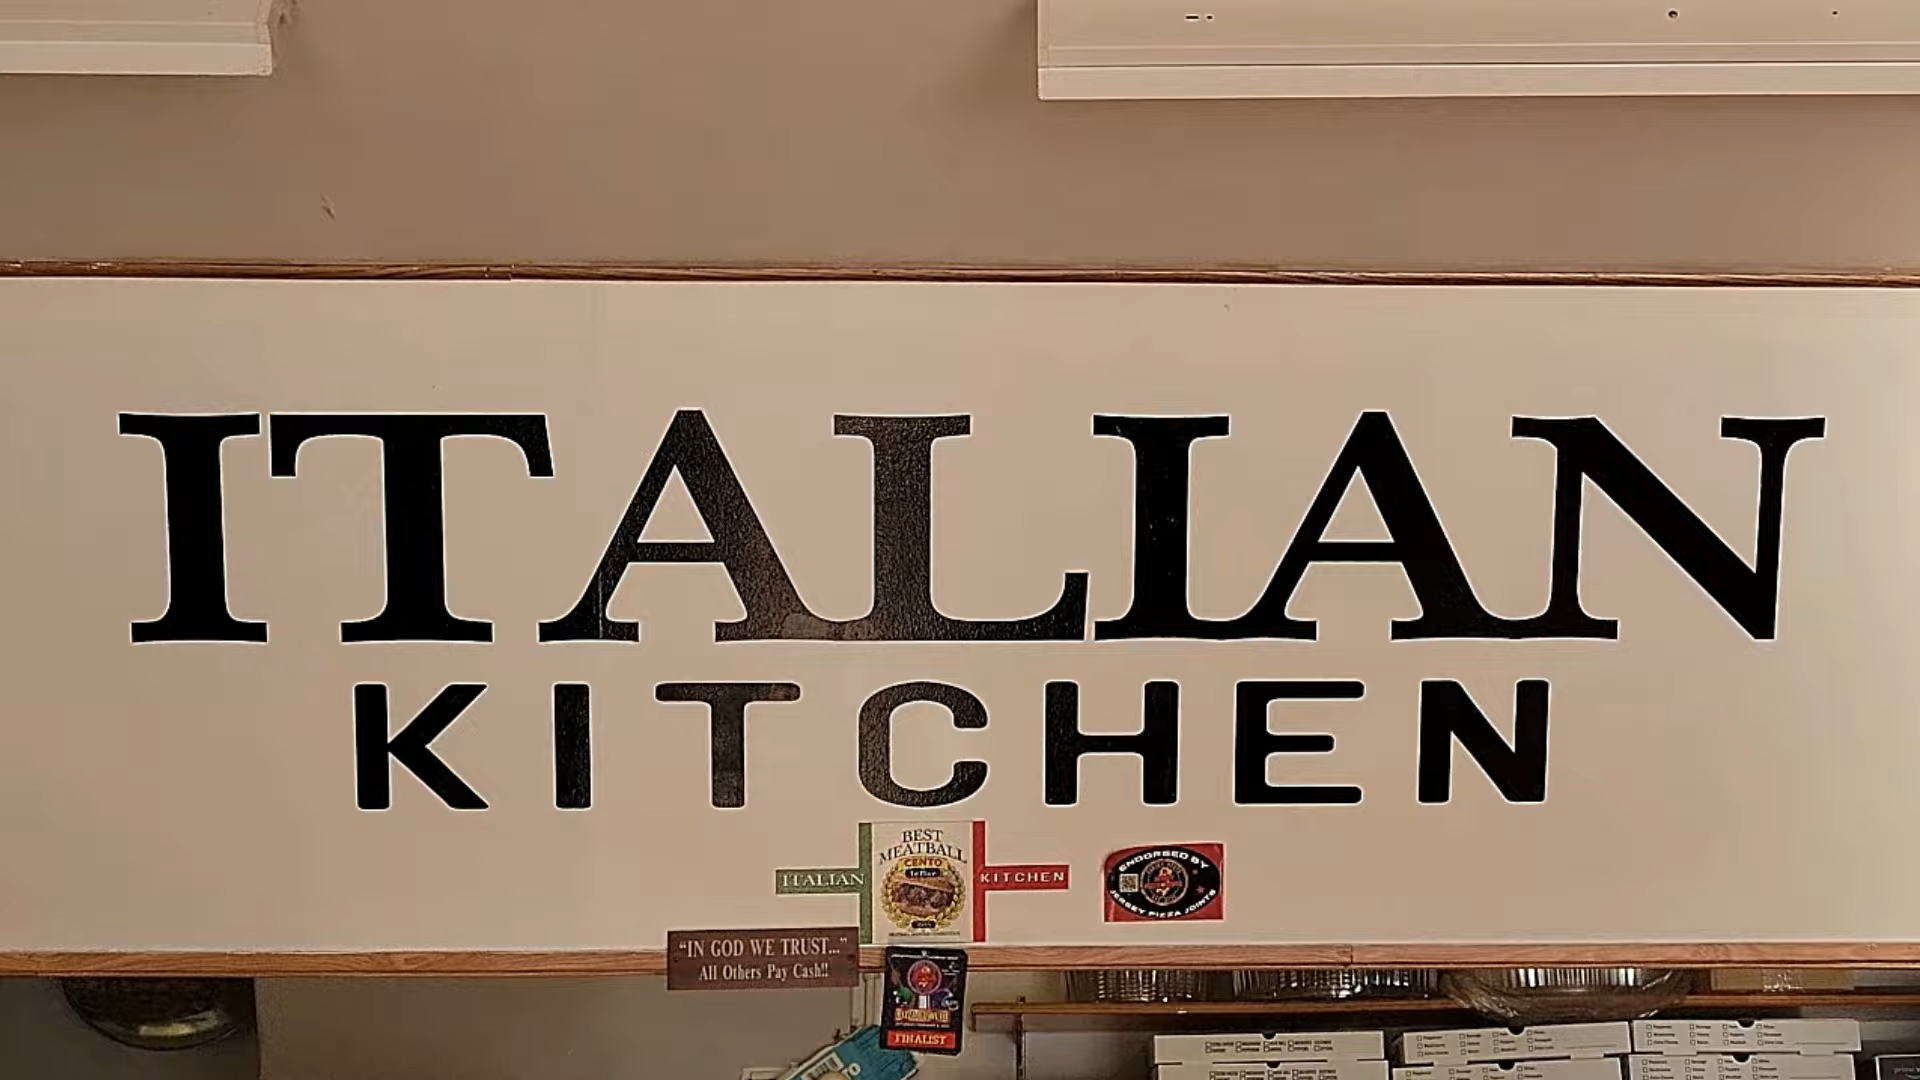 ITALIAN
KITCHEN
BEST
MEATBALL
CENTO
ITALIAN
KITCHEN
ENDORSED BY
JERSEY PIZZA JOINTS
“IN GOD WE TRUST...”
All Others Pay Cash!!
FINALIST